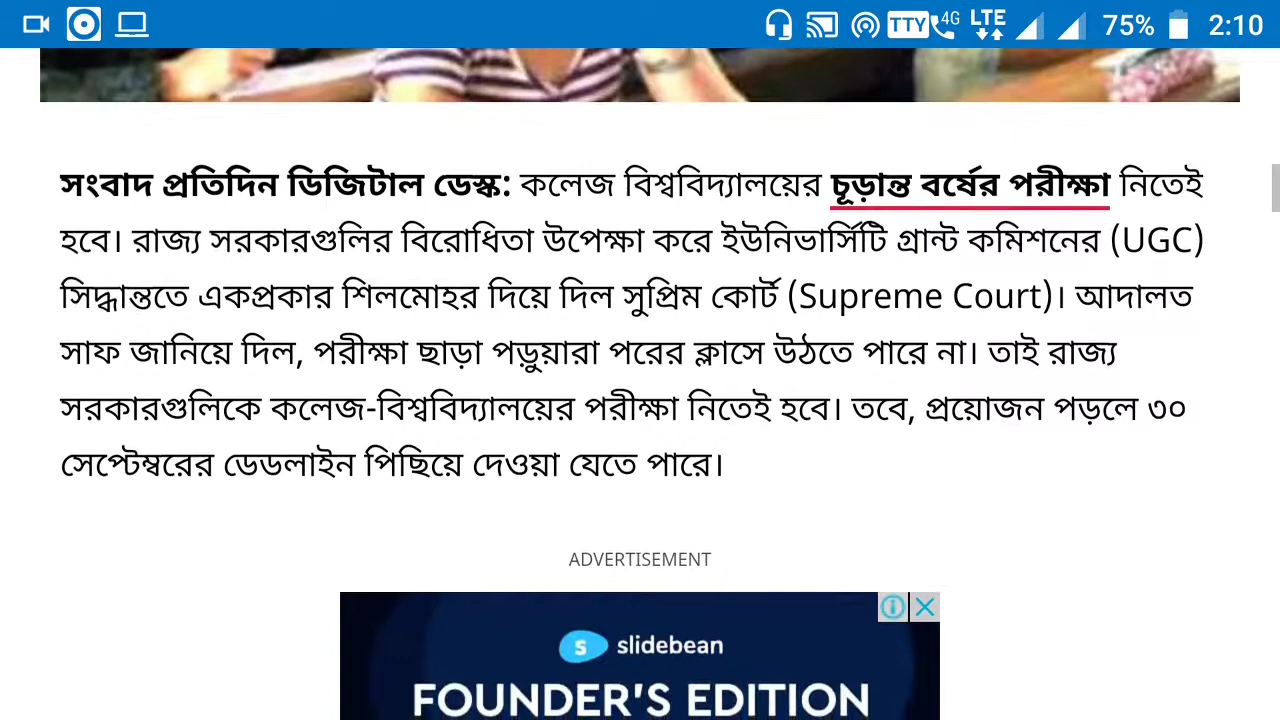 TTY 4G LTE 75% 2:10
সংবাদ প্রতিদিন ডিজিটাল ডেস্ক: কলেজ বিশ্ববিদ্যালয়ের চূড়ান্ত বর্ষের পরীক্ষা নিতেই
হবে। রাজ্য সরকারগুলির বিরোধিতা উপেক্ষা করে ইউনিভার্সিটি গ্রান্ট কমিশনের (UGC)
সিদ্ধান্ততে একপ্রকার শিলমোহর দিয়ে দিল সুপ্রিম কোর্ট (Supreme Court)। আদালত
সাফ জানিয়ে দিল, পরীক্ষা ছাড়া পড়ুয়ারা পরের ক্লাসে উঠতে পারে না। তাই রাজ্য
সরকারগুলিকে কলেজ-বিশ্ববিদ্যালয়ের পরীক্ষা নিতেই হবে। তবে, প্রয়োজন পড়লে ৩০
সেপ্টেম্বরের ডেডলাইন পিছিয়ে দেওয়া যেতে পারে।
ADVERTISEMENT
s slidebean
FOUNDER'S EDITION